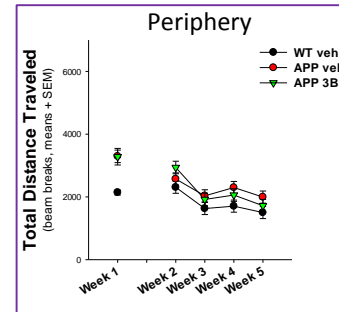 Periphery
WT veh
APP veh
APP 3B
Total Distance Traveled
(beam breaks, means + SEM)
6000
4000
2000
0
Week 1
Week 2
Week 3
Week 4
Week 5